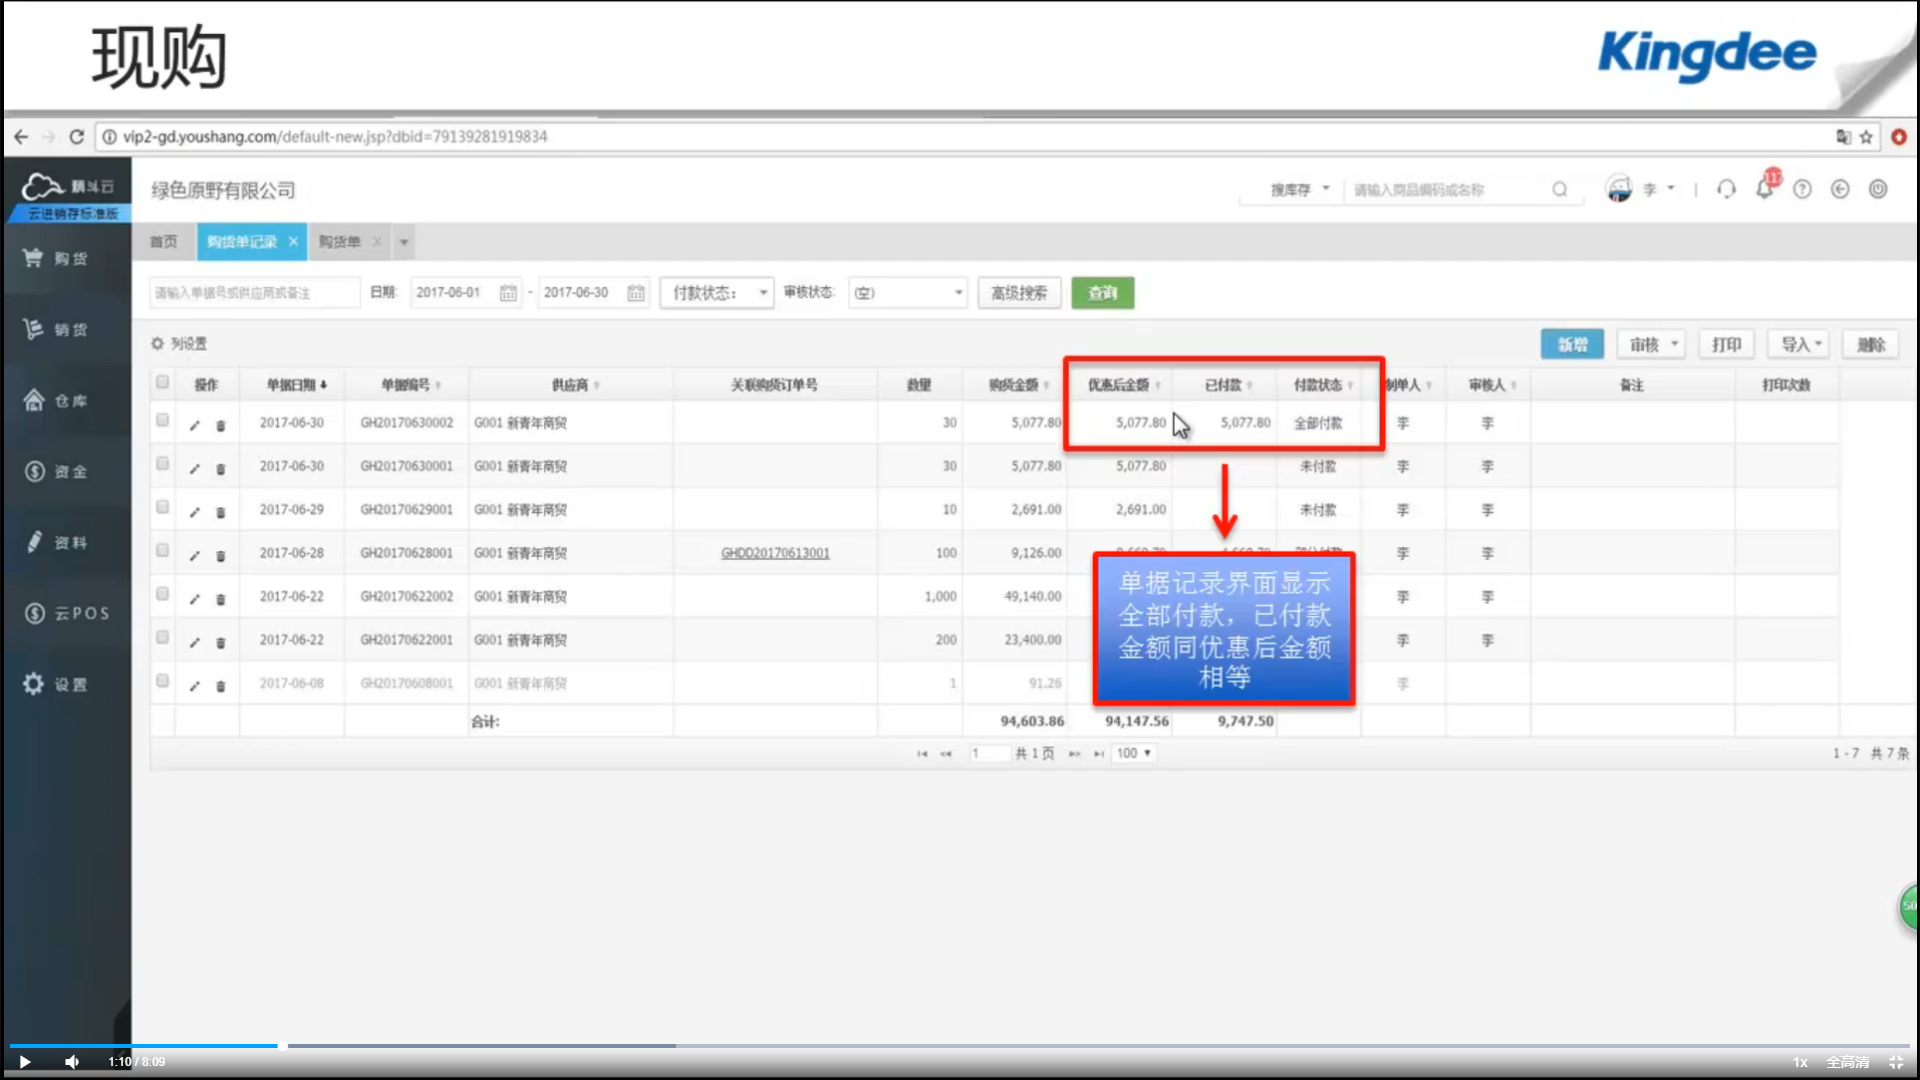 现购
Kingdee
vip2-gd.youshang.com/default-new.jsp?dbid=79139281919834
精斗云
云进销存标准版
绿色原野有限公司
搜库存
请输入商品编码或名称
李
117
首页
购货单记录
购货单
购货
销货
仓库
资金
资料
云POS
设置
请输入单据号或供应商或备注
日期:
2017-06-01 - 2017-06-30
付款状态:
审核状态:
(空)
高级搜索
查询
列设置
新增
审核
打印
导入
删除
操作 单据日期 单据编号 供应商 关联购货订单号 数量 购货金额 优惠后金额 已付款 付款状态 制单人 审核人 备注 打印次数
2017-06-30 GH20170630002 G001 新青年商贸 30 5,077.80 5,077.80 5,077.80 全部付款 李 李
2017-06-30 GH20170630001 G001 新青年商贸 30 5,077.80 5,077.80 未付款 李 李
2017-06-29 GH20170629001 G001 新青年商贸 10 2,691.00 2,691.00 未付款 李 李
2017-06-28 GH20170628001 G001 新青年商贸 GHDD20170613001 100 9,126.00 李 李
2017-06-22 GH20170622002 G001 新青年商贸 1,000 49,140.00 李 李
2017-06-22 GH20170622001 G001 新青年商贸 200 23,400.00 李 李
2017-06-08 GH20170608001 G001 新青年商贸 1 91.26 李
单据记录界面显示
全部付款，已付款
金额同优惠后金额
相等
合计: 94,603.86 94,147.56 9,747.50
1 共 1 页 100
1 - 7 共 7 条
50
1:10 / 8:09
1x 全高清